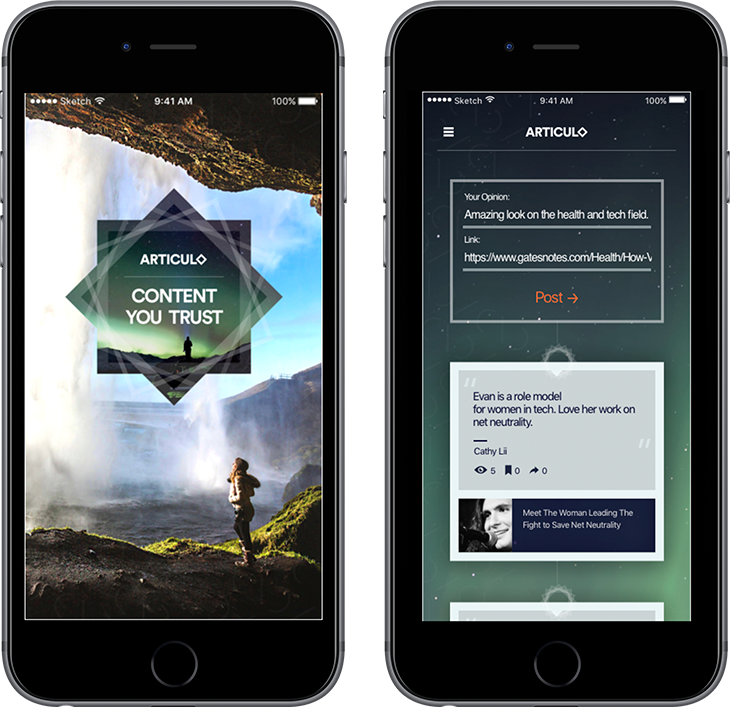 Sketch 9:41 AM 100%
ARTICULO
CONTENT
YOU TRUST
Sketch 9:41 AM 100%
ARTICULO
Your Opinion:
Amazing look on the health and tech field.
Link:
https://www.gatesnotes.com/Health/How-V
Post →
"
Evan is a role model
for women in tech. Love her work on
net neutrality.
"
Cathy Lii
5 0 0
Meet The Woman Leading The
Fight to Save Net Neutrality